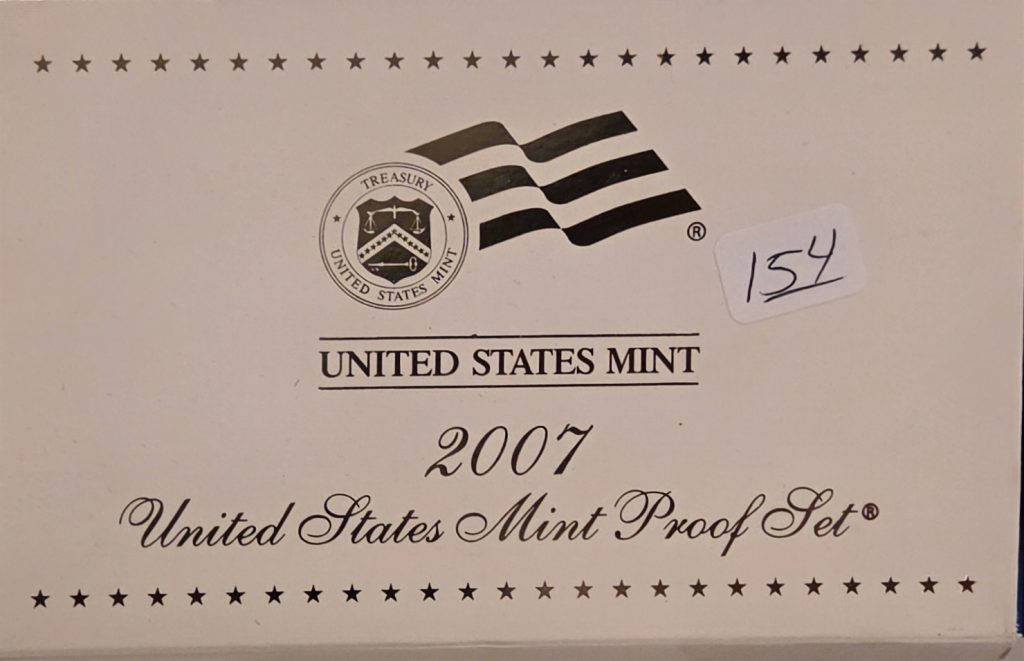 TREASURY
UNITED STATES MINT
®
154
UNITED STATES MINT
2007
United States Mint Proof Set®